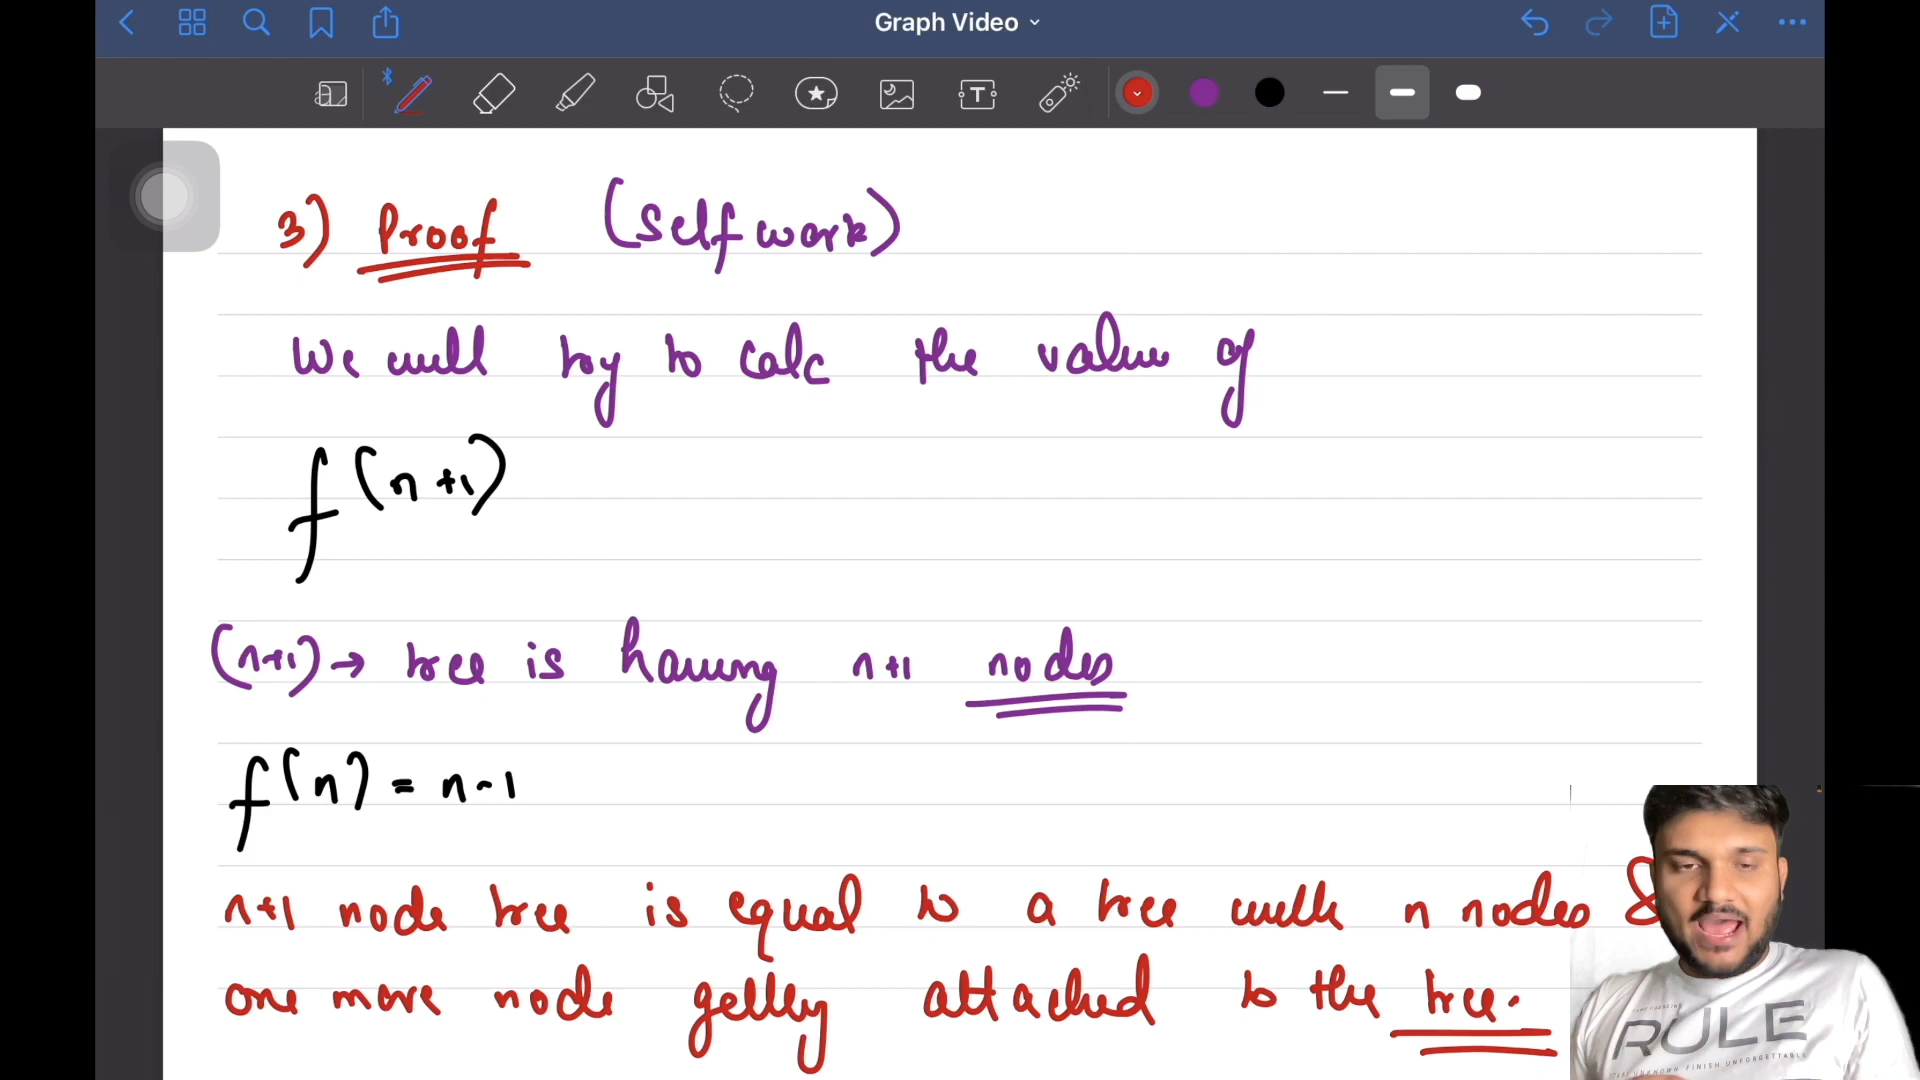 Graph Video
3) Proof (Self work)
We will try to calc the value of
f(n+1)
(n+1) → tree is having n+1 nodes
f(n) = n-1
n+1 node tree is equal to a tree with n nodes &
one more node getting attached to the tree.
RULE